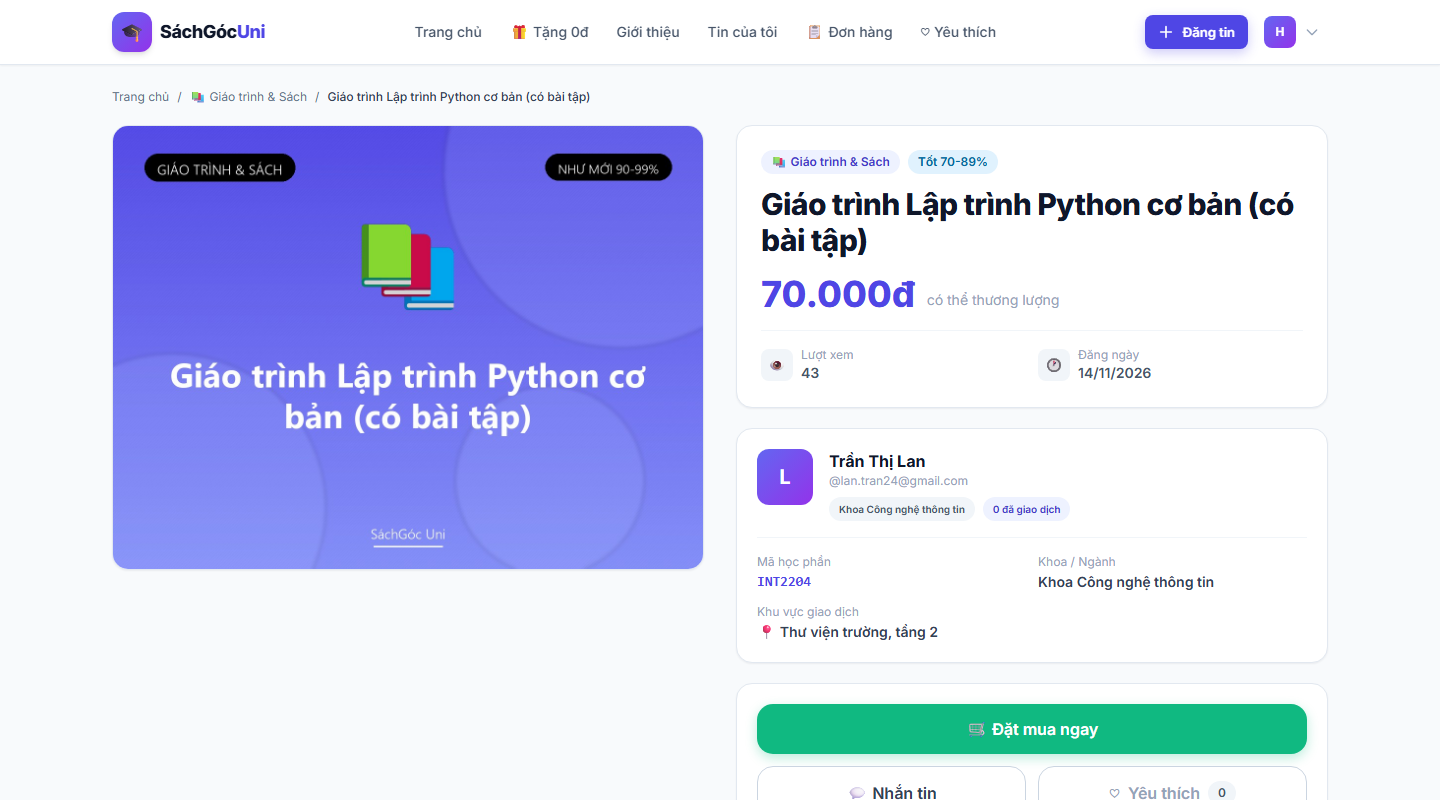 SáchGócUni
Trang chủ
Tặng 0đ
Giới thiệu
Tin của tôi
Đơn hàng
Yêu thích
+ Đăng tin
H
Trang chủ / Giáo trình & Sách / Giáo trình Lập trình Python cơ bản (có bài tập)
GIÁO TRÌNH & SÁCH
NHƯ MỚI 90-99%
Giáo trình Lập trình Python cơ
bản (có bài tập)
SáchGóc Uni
Giáo trình & Sách
Tốt 70-89%
Giáo trình Lập trình Python cơ bản (có
bài tập)
70.000đ có thể thương lượng
Lượt xem
43
Đăng ngày
14/11/2026
L
Trần Thị Lan
@lan.tran24@gmail.com
Khoa Công nghệ thông tin
0 đã giao dịch
Mã học phần
INT2204
Khoa / Ngành
Khoa Công nghệ thông tin
Khu vực giao dịch
Thư viện trường, tầng 2
Đặt mua ngay
Nhắn tin
Yêu thích 0